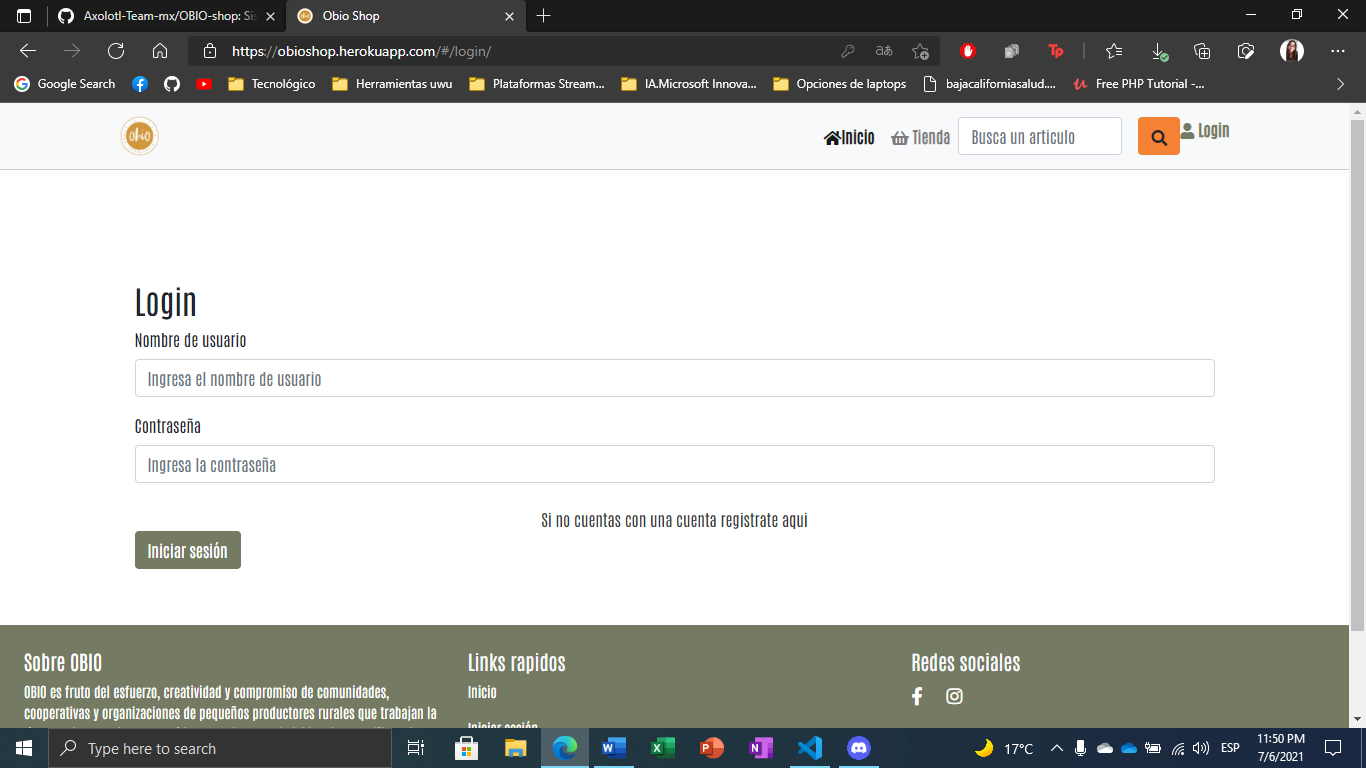 Axolotl-Team-mx/OBIO-shop: Sis
Obio Shop
https://obioshop.herokuapp.com/#/login/
Google Search
Tecnológico
Herramientas uwu
Plataformas Stream...
IA.Microsoft Innova...
Opciones de laptops
bajacaliforniasalud....
Free PHP Tutorial -...
obio
Inicio
Tienda
Busca un articulo
Login
Login
Nombre de usuario
Ingresa el nombre de usuario
Contraseña
Ingresa la contraseña
Si no cuentas con una cuenta registrate aqui
Iniciar sesión
Sobre OBIO
OBIO es fruto del esfuerzo, creatividad y compromiso de comunidades,
cooperativas y organizaciones de pequeños productores rurales que trabajan la
Links rapidos
Inicio
Iniciar sesión
Redes sociales
Type here to search
17°C
ESP
11:50 PM
7/6/2021